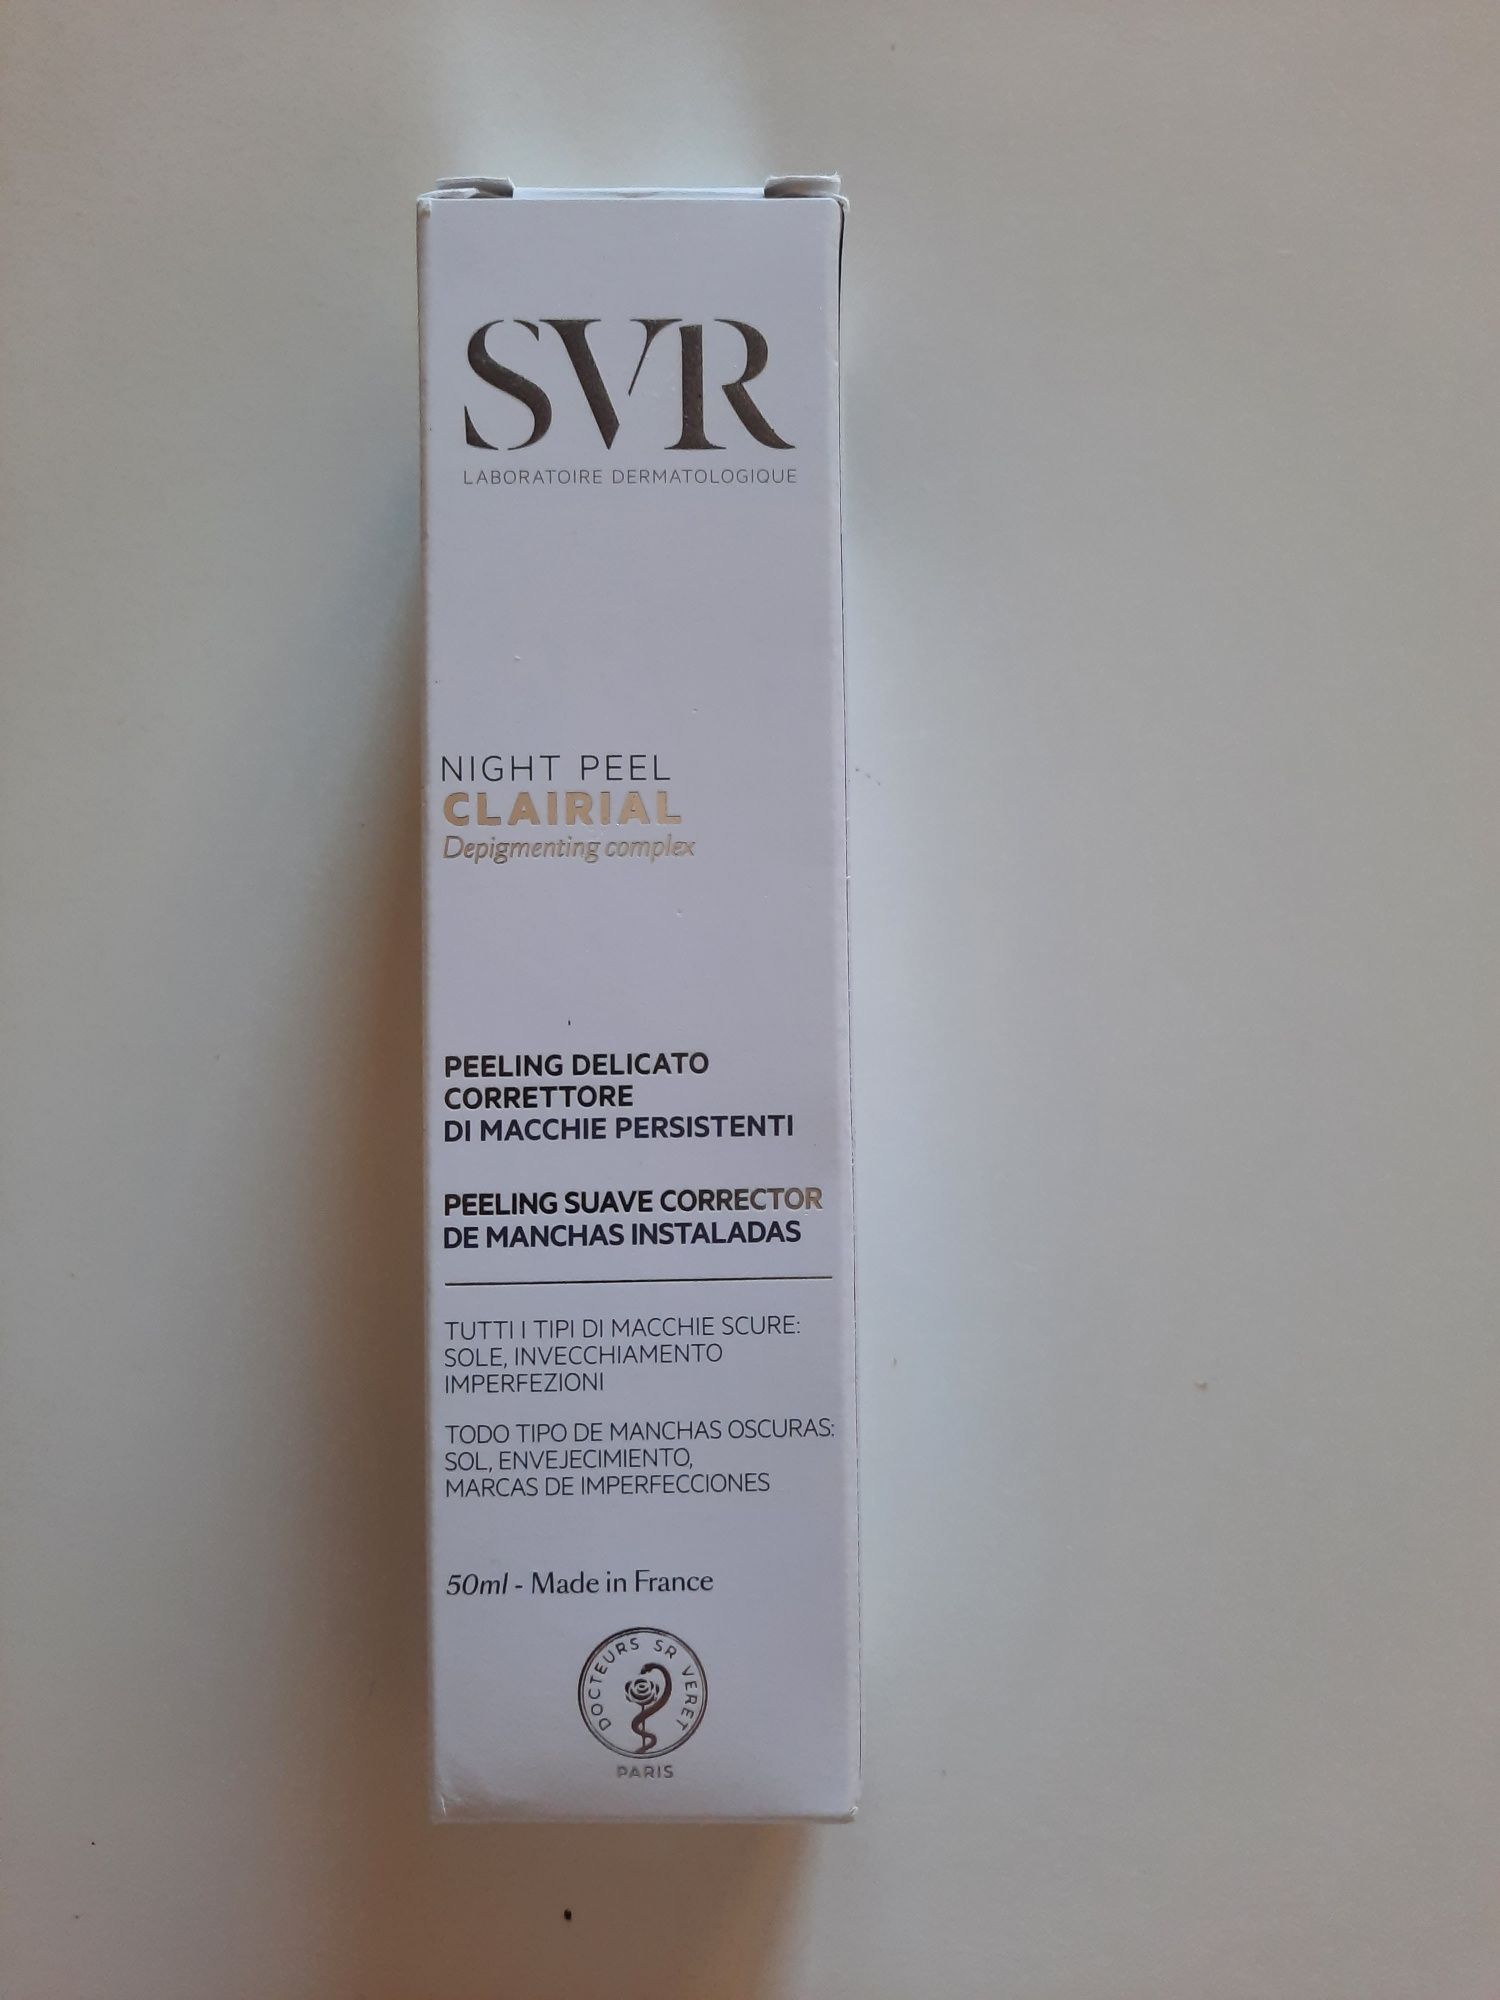 SVR
LABORATOIRE DERMATOLOGIQUE
NIGHT PEEL
CLAIRIAL
Depigmenting complex
PEELING DELICATO
CORRETTORE
DI MACCHIE PERSISTENTI
PEELING SUAVE CORRECTOR
DE MANCHAS INSTALADAS
TUTTI I TIPI DI MACCHIE SCURE:
SOLE, INVECCHIAMENTO
IMPERFEZIONI
TODO TIPO DE MANCHAS OSCURAS:
SOL, ENVEJECIMIENTO,
MARCAS DE IMPERFECCIONES
50ml - Made in France
DOCTEURS SR VERET
PARIS